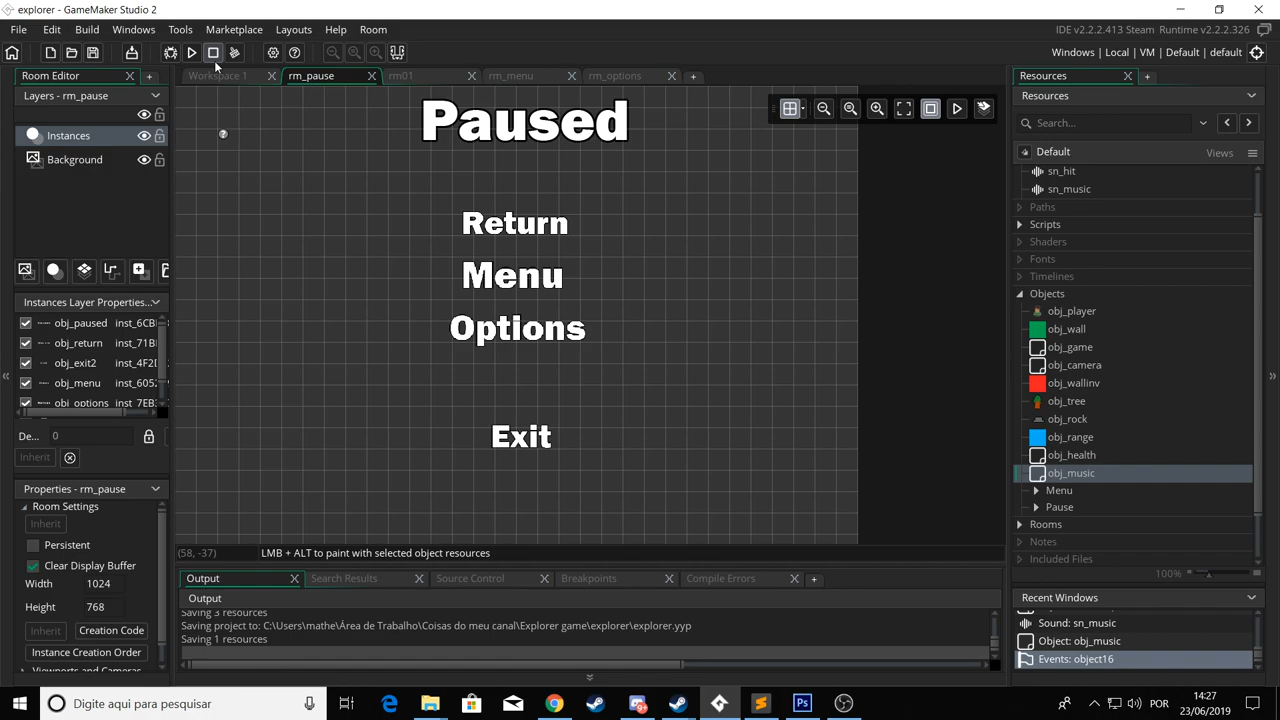 explorer - GameMaker Studio 2
File Edit Build Windows Tools Marketplace Layouts Help Room
IDE v2.2.2.413 Steam Runtime v2.2.2.326
Windows | Local | VM | Default | default
Room Editor
Workspace 1
rm_pause
rm01
rm_menu
rm_options
Resources
Layers - rm_pause
Instances
Background
Paused
Return
Menu
Options
Exit
Instances Layer Properties...
obj_paused inst_6CB
obj_return inst_71B
obj_exit2 inst_4F2D
obj_menu inst_6052
obj_options inst_7EB3
De... 0
Inherit
Properties - rm_pause
Room Settings
Inherit
Persistent
Clear Display Buffer
Width 1024
Height 768
Inherit Creation Code
Instance Creation Order
Viewports and Cameras
(58, -37) LMB + ALT to paint with selected object resources
Output
Search Results
Source Control
Breakpoints
Compile Errors
Output
Saving 3 resources
Saving project to: C:\Users\mathe\Área de Trabalho\Coisas do meu canal\Explorer game\explorer\explorer.yyp
Saving 1 resources
Resources
Search...
Default
Views
sn_hit
sn_music
Paths
Scripts
Shaders
Fonts
Timelines
Objects
obj_player
obj_wall
obj_game
obj_camera
obj_wallinv
obj_tree
obj_rock
obj_range
obj_health
obj_music
Menu
Pause
Rooms
Notes
Included Files
100%
Recent Windows
Sound: sn_music
Object: obj_music
Events: object16
Digite aqui para pesquisar
POR
14:27
23/06/2019